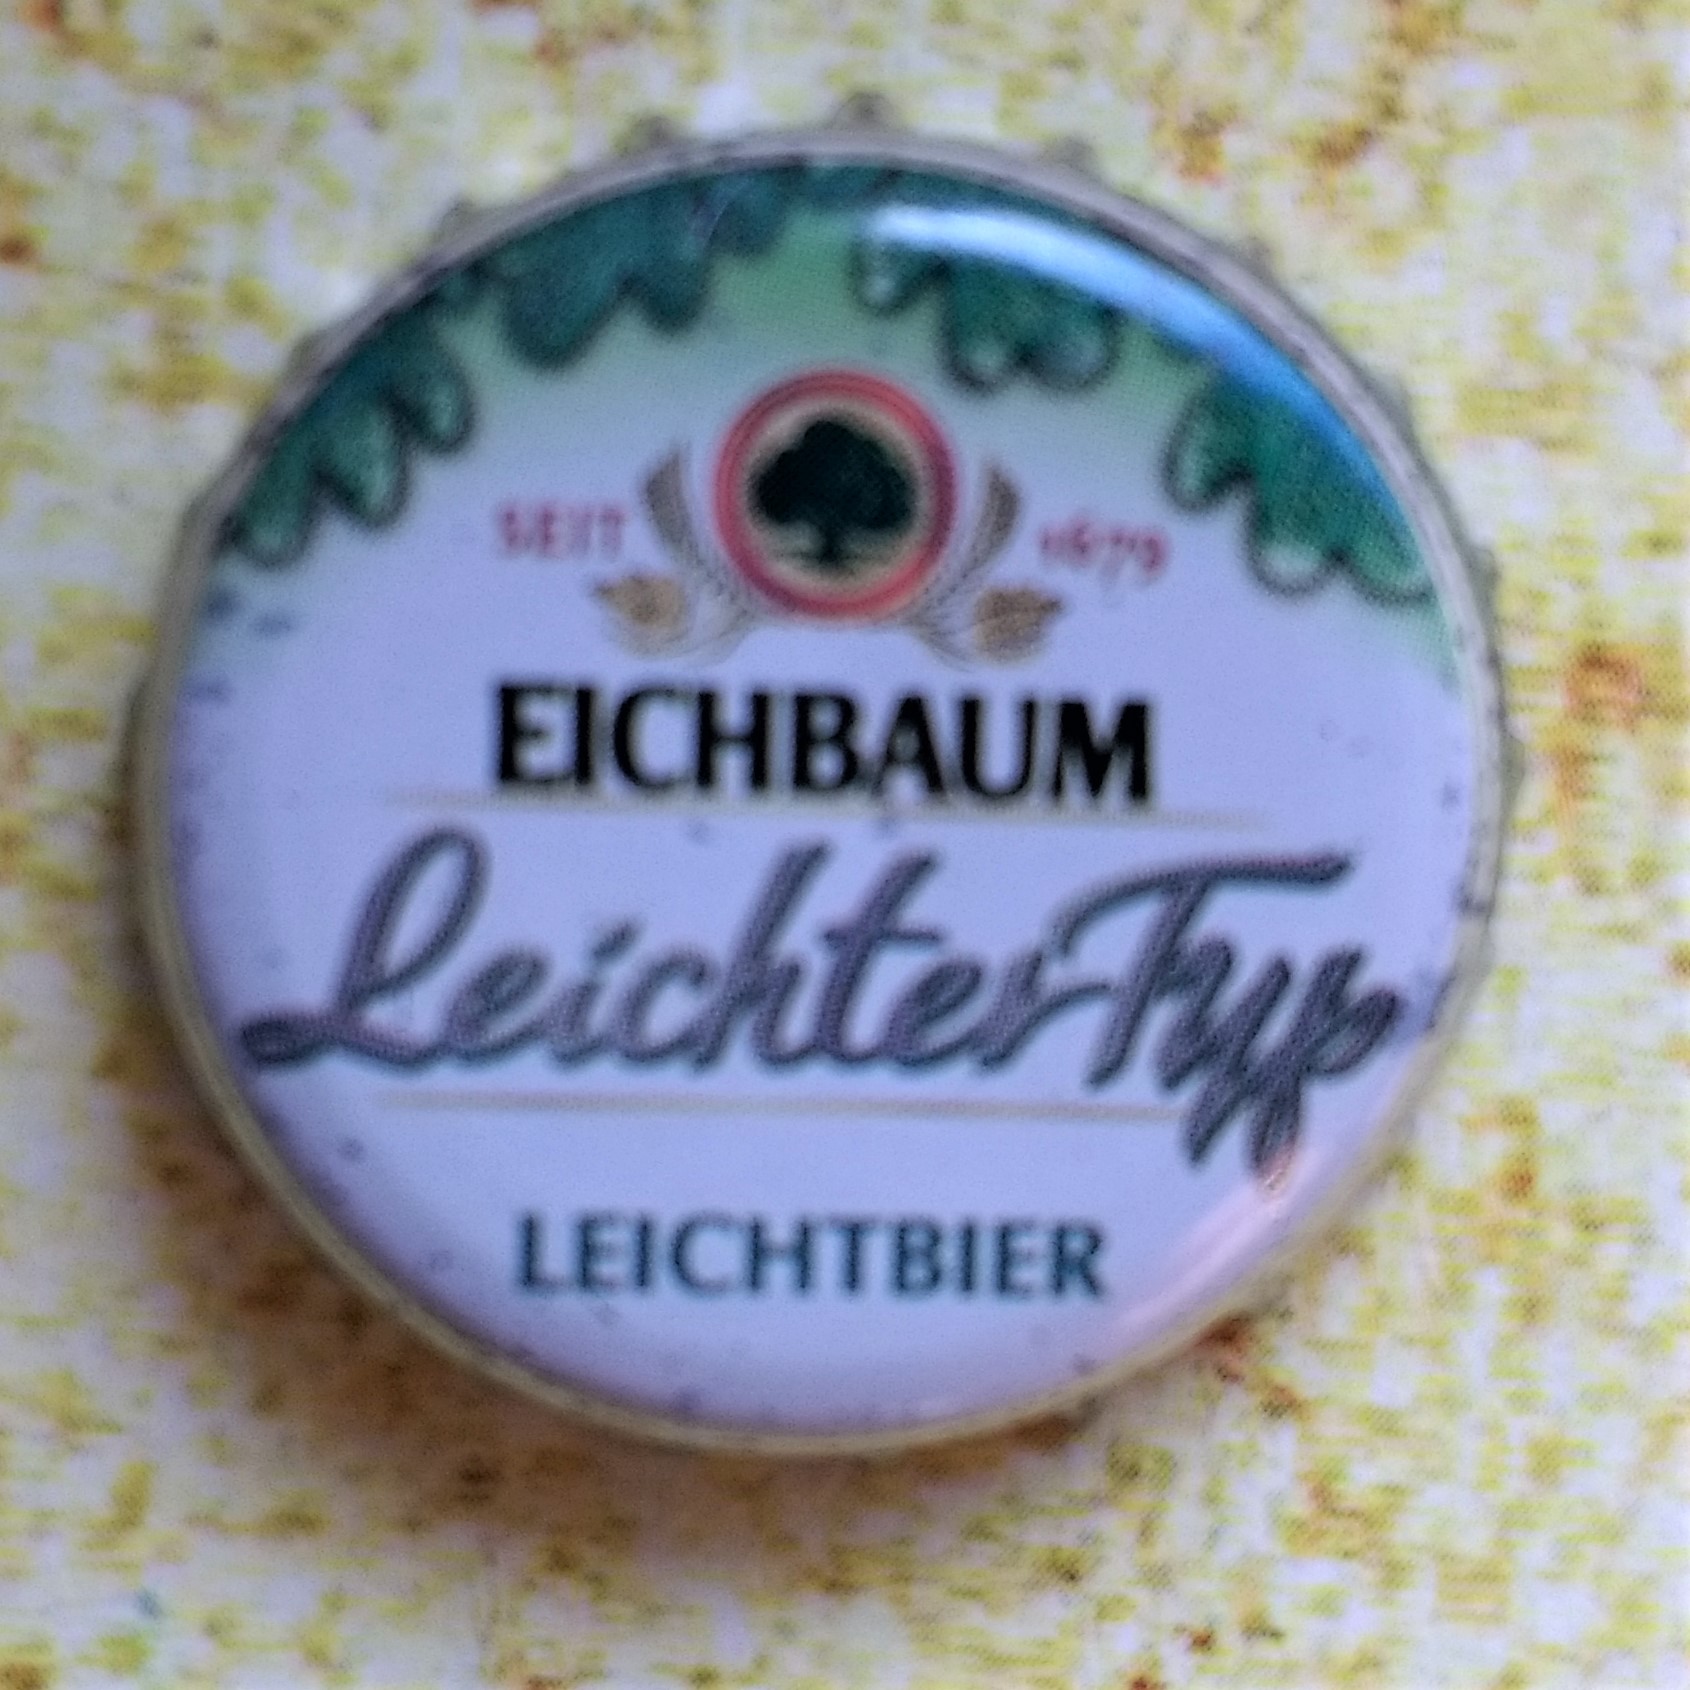 SEIT 1679
EICHBAUM
Leichter Typ
LEICHTBIER